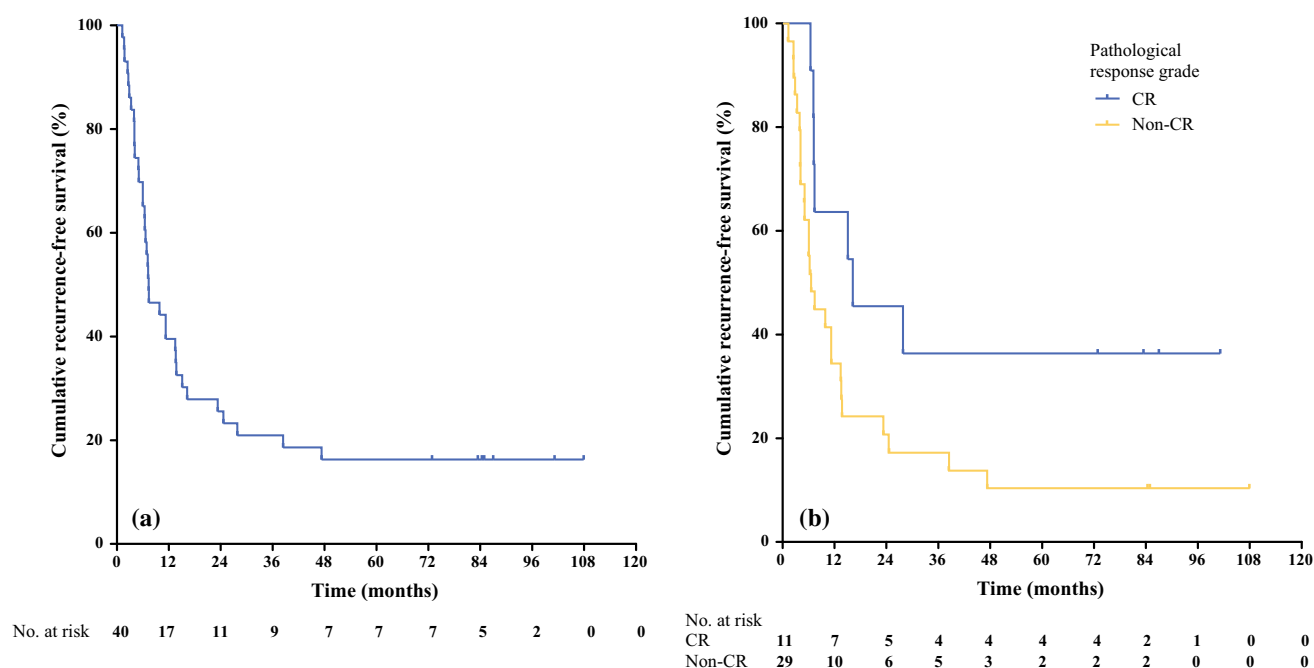 Cumulative recurrence-free survival (%)
100
80
60
40
20
0
(a)
0 12 24 36 48 60 72 84 96 108 120
Time (months)
No. at risk 40 17 11 9 7 7 7 5 2 0 0
Cumulative recurrence-free survival (%)
100
80
60
40
20
0
Pathological
response grade
CR
Non-CR
(b)
0 12 24 36 48 60 72 84 96 108 120
Time (months)
No. at risk
CR 11 7 5 4 4 4 4 2 1 0 0
Non-CR 29 10 6 5 3 2 2 2 0 0 0